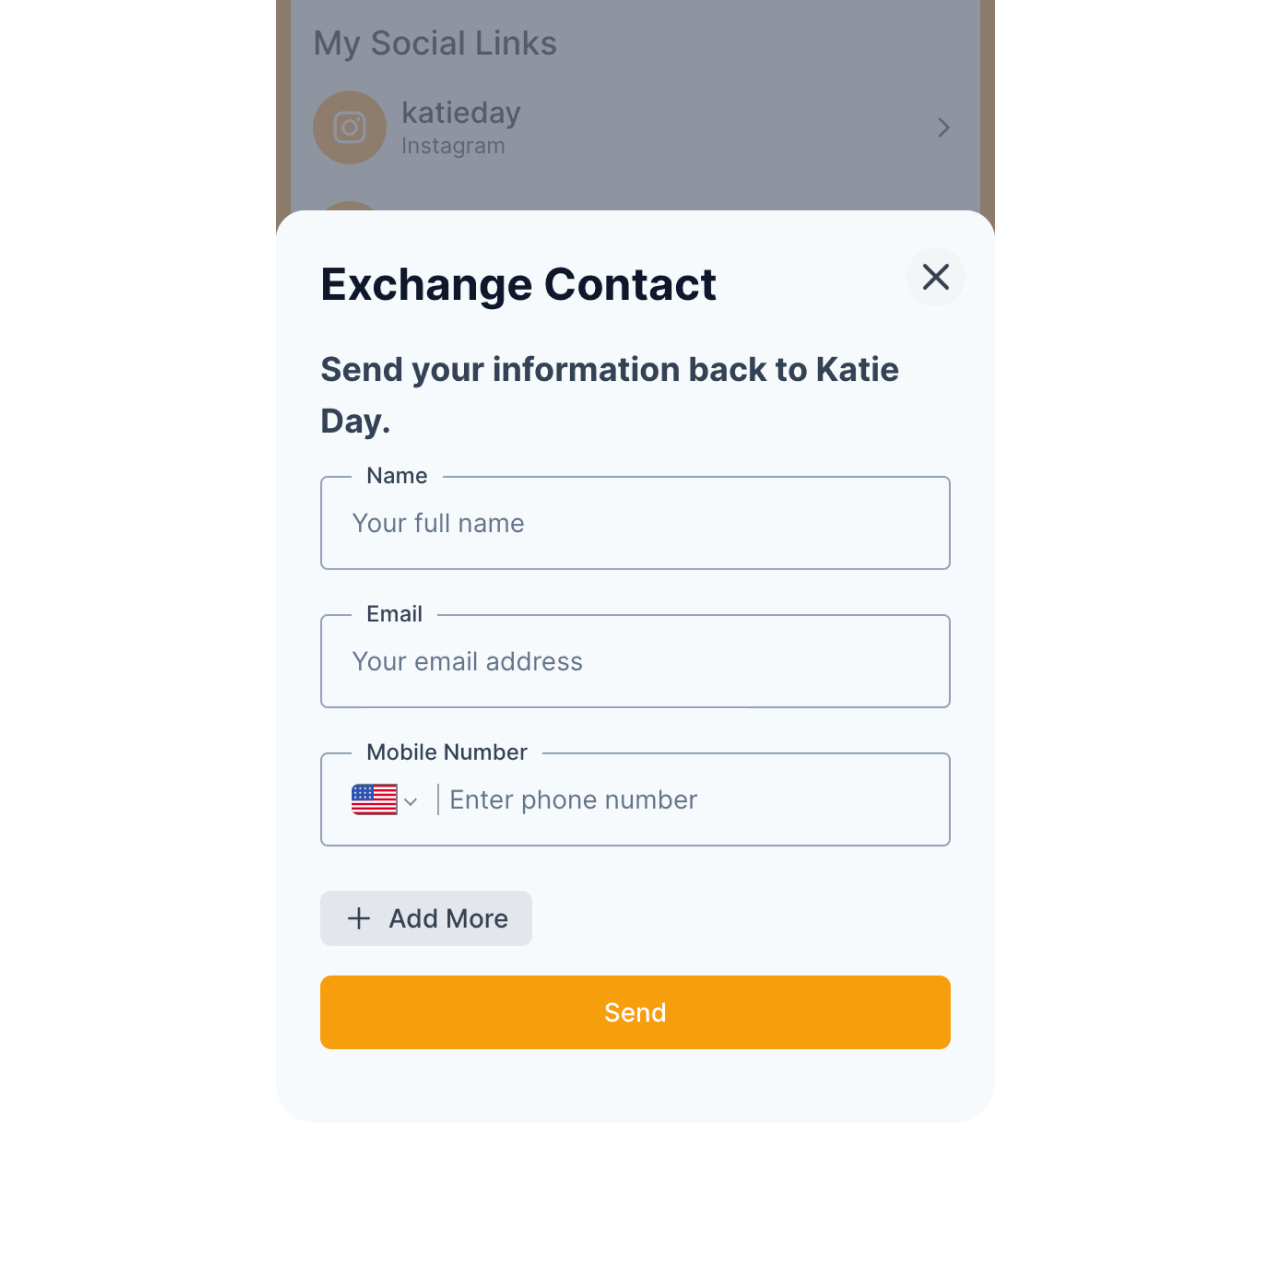 My Social Links
katieday
Instagram
Exchange Contact
Send your information back to Katie
Day.
Name
Your full name
Email
Your email address
Mobile Number
Enter phone number
Add More
Send